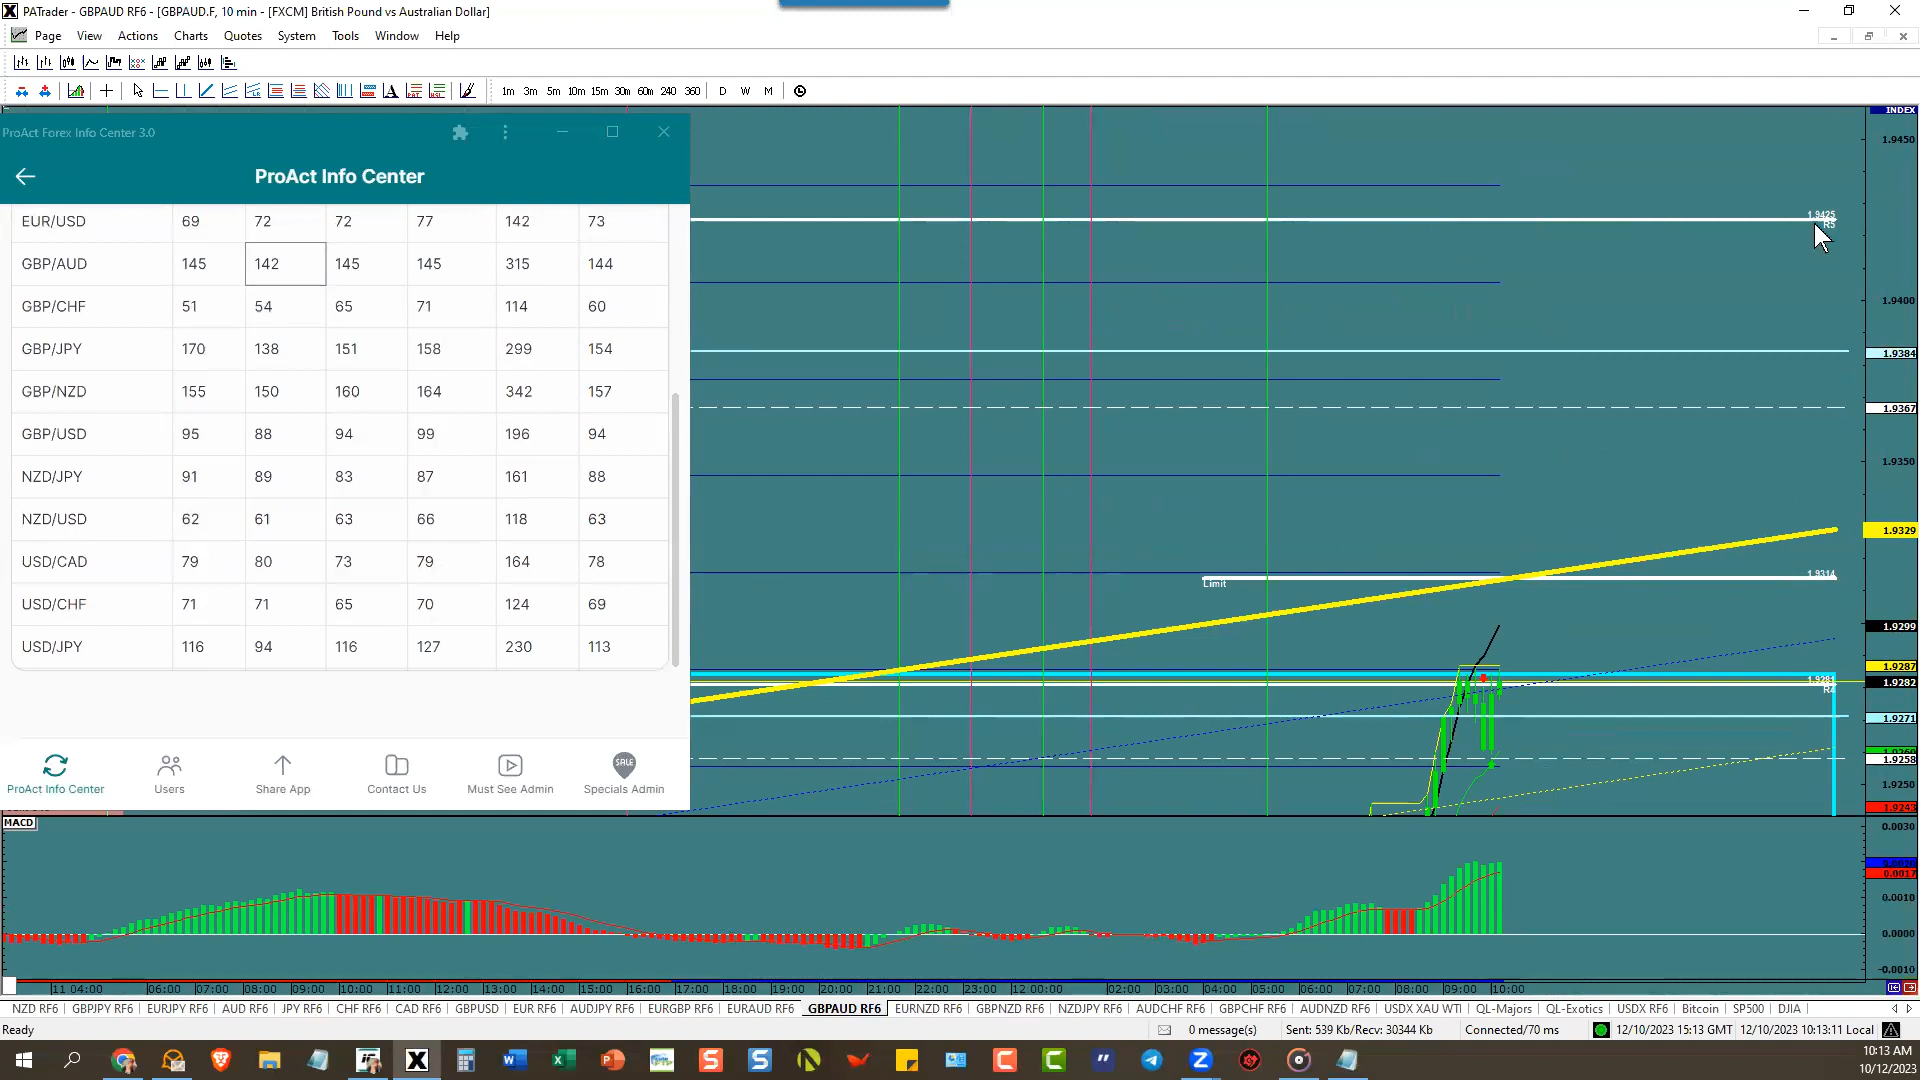 PATrader - GBPAUD RF6 - [GBPAUD.F, 10 min - [FXCM] British Pound vs Australian Dollar]
Page View Actions Charts Quotes System Tools Window Help
1m 3m 5m 10m 15m 30m 60m 240 360 D W M
ProAct Forex Info Center 3.0
ProAct Info Center
EUR/USD 69 72 72 77 142 73
GBP/AUD 145 142 145 145 315 144
GBP/CHF 51 54 65 71 114 60
GBP/JPY 170 138 151 158 299 154
GBP/NZD 155 150 160 164 342 157
GBP/USD 95 88 94 99 196 94
NZD/JPY 91 89 83 87 161 88
NZD/USD 62 61 63 66 118 63
USD/CAD 79 80 73 79 164 78
USD/CHF 71 71 65 70 124 69
USD/JPY 116 94 116 127 230 113
ProAct Info Center
Users
Share App
Contact Us
Must See Admin
SALE
Specials Admin
INDEX
1.9450
1.9425
R5
1.9400
1.9384
1.9367
1.9350
1.9329
Limit
1.9314
1.9299
1.9287
1.9281
1.9282
R4
1.9271
1.9258
1.9250
1.9243
MACD
0.0030
0.0017
0.0010
0.0000
-0.0010
11 04:00 06:00 07:00 08:00 09:00 10:00 11:00 12:00 13:00 14:00 15:00 16:00 17:00 18:00 19:00 20:00 21:00 22:00 23:00 12 00:00 02:00 03:00 04:00 05:00 06:00 07:00 08:00 09:00 10:00
NZD RF6 GBPJPY RF6 EURJPY RF6 AUD RF6 JPY RF6 CHF RF6 CAD RF6 GBPUSD EUR RF6 AUDJPY RF6 EURGBP RF6 EURAUD RF6 GBPAUD RF6 EURNZD RF6 GBPNZD RF6 NZDJPY RF6 AUDCHF RF6 GBPCHF RF6 AUDNZD RF6 USDX XAU WTI QL-Majors QL-Exotics USDX RF6 Bitcoin SP500 DJIA
Ready 0 message(s) Sent: 539 Kb/Recv: 30344 Kb Connected/70 ms 12/10/2023 15:13 GMT 12/10/2023 10:13:11 Local
10:13 AM
10/12/2023